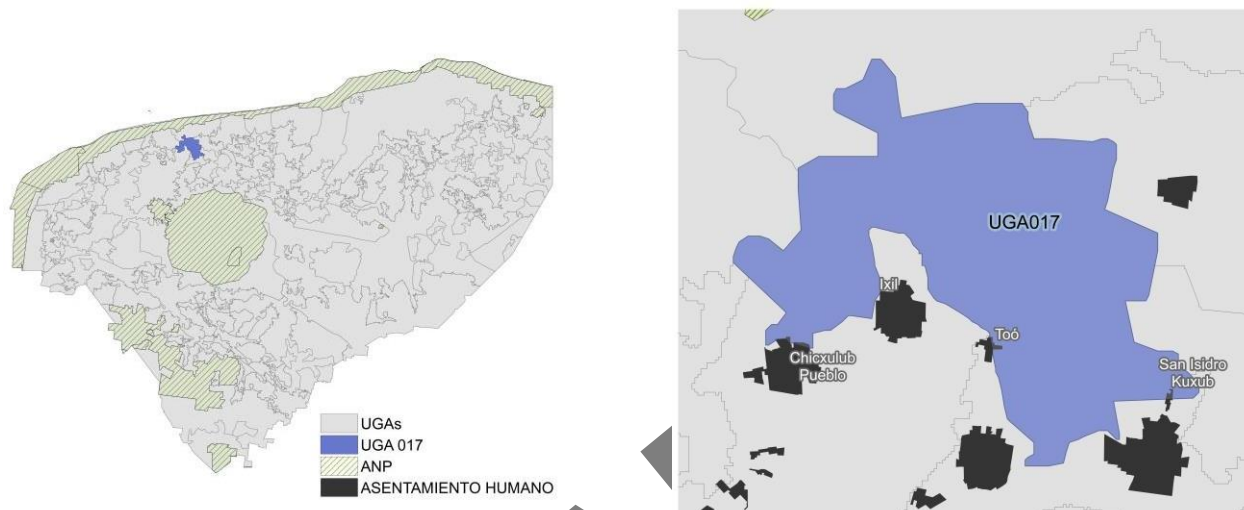 UGAs
UGA 017
ANP
ASENTAMIENTO HUMANO
UGA017
Ixil
Toó
Chicxulub
Pueblo
San Isidro
Kuxub